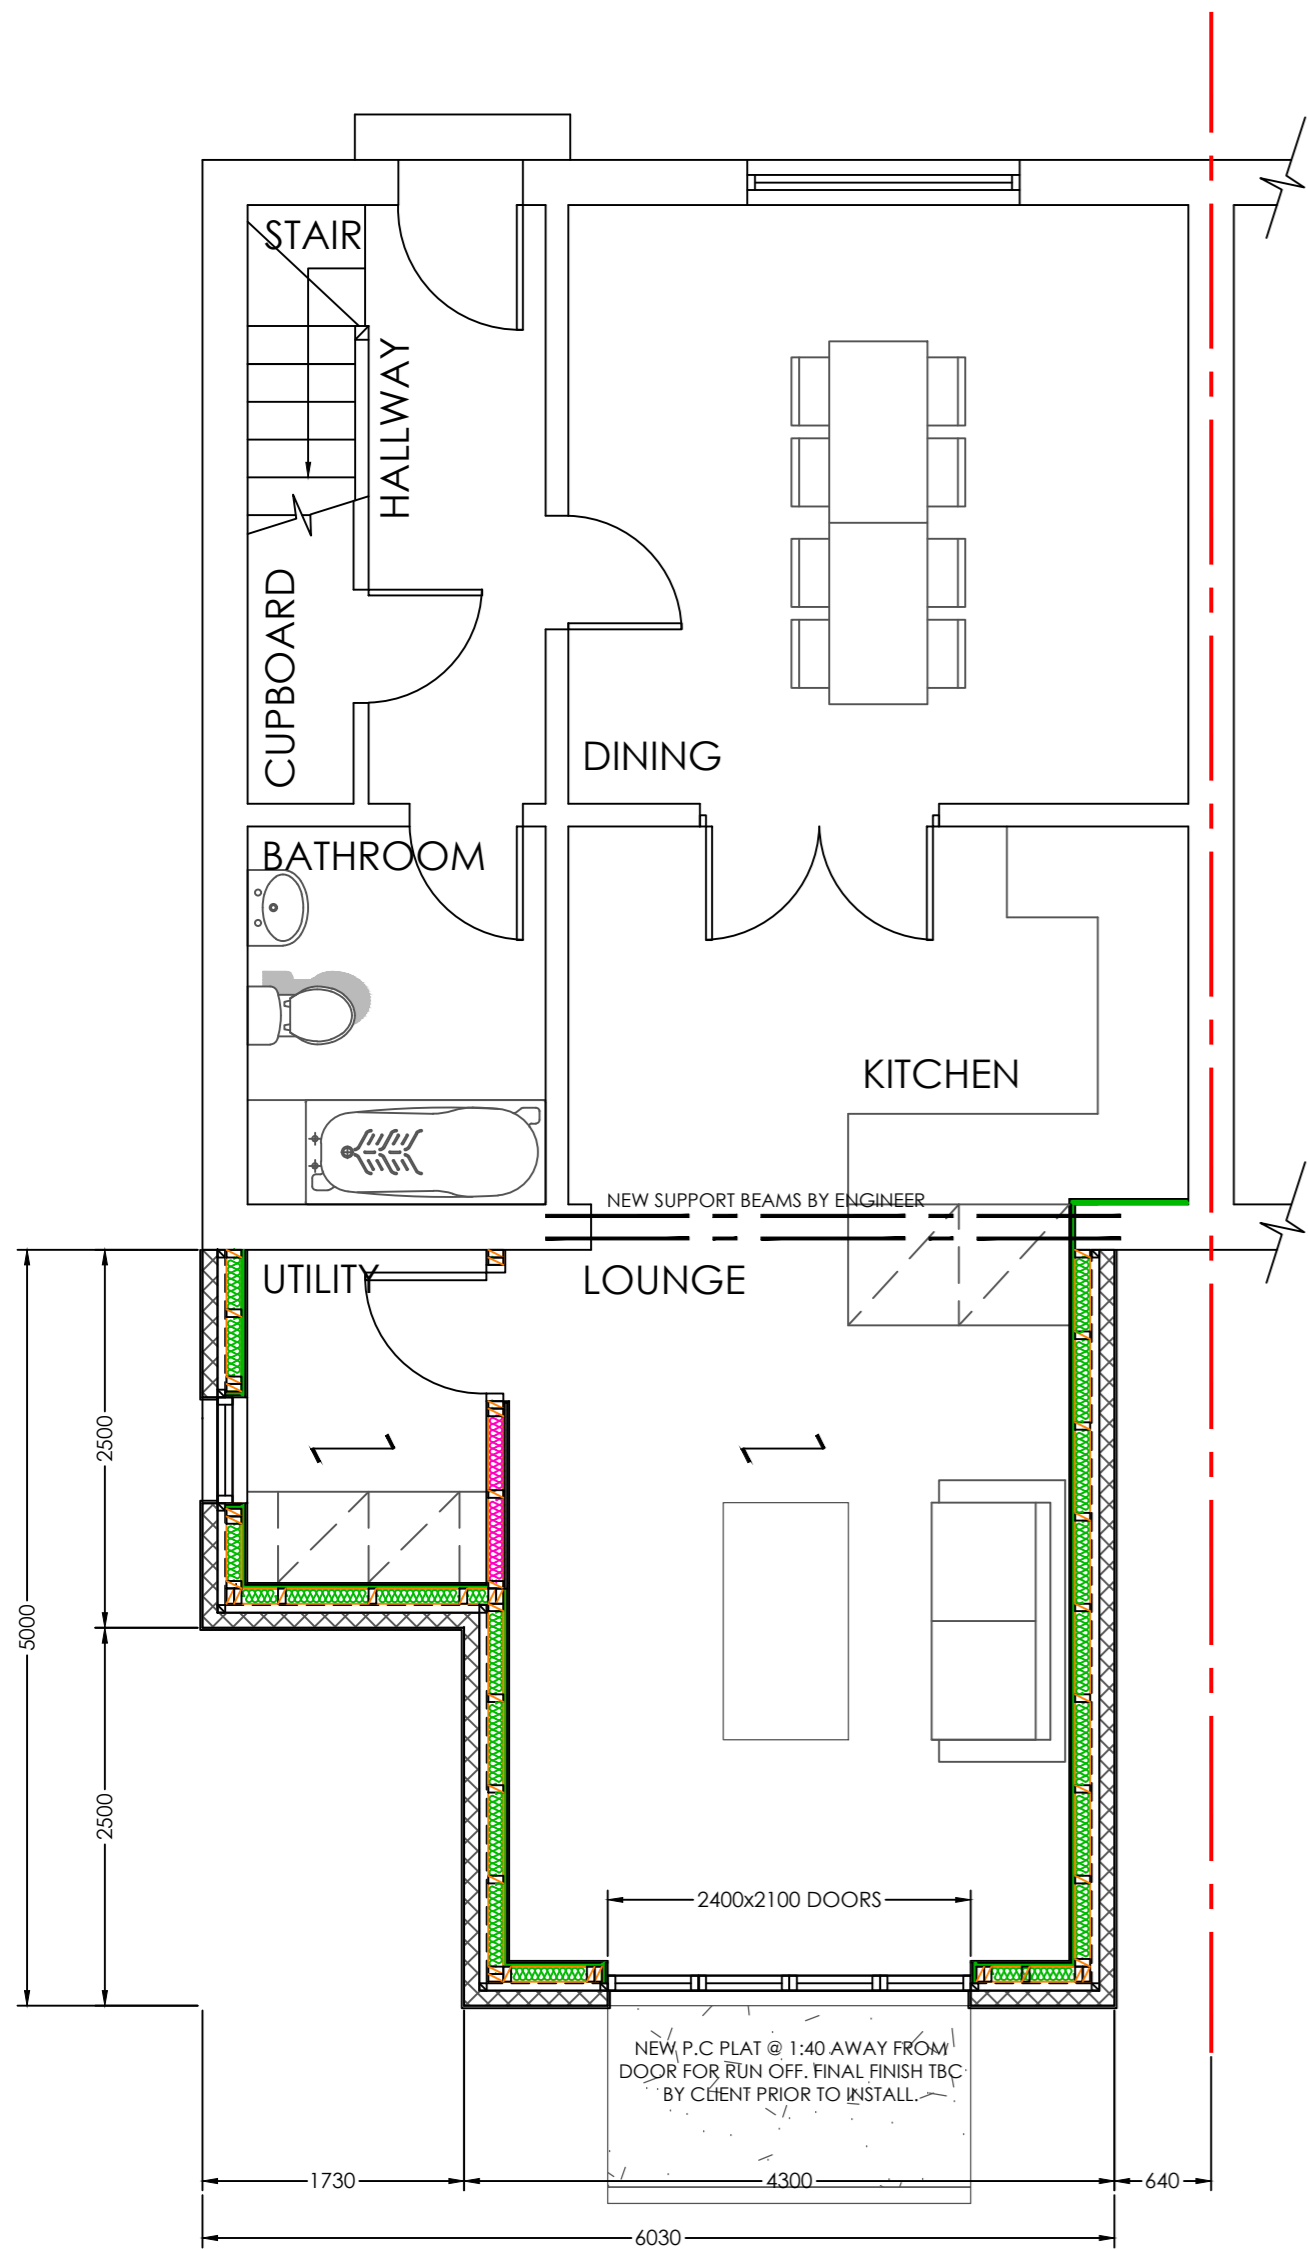 STAIR
HALLWAY
CUPBOARD
DINING
BATHROOM
KITCHEN
NEW SUPPORT BEAMS BY ENGINEER
UTILITY
LOUNGE
2500
5000
2500
2400x2100 DOORS
NEW P.C PLAT @ 1:40 AWAY FROM
DOOR FOR RUN OFF. FINAL FINISH TBC
BY CLIENT PRIOR TO INSTALL.
1730
4300
640
6030